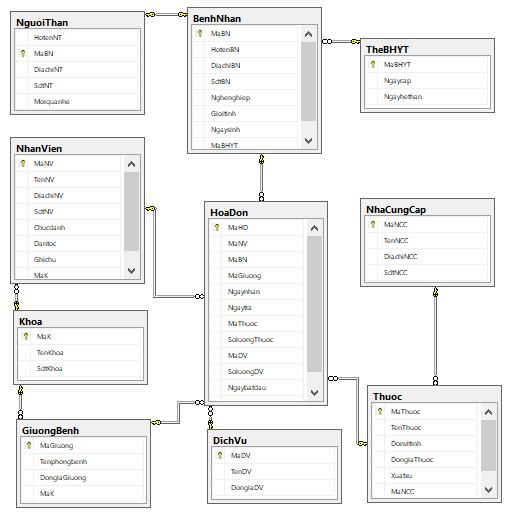 NguoiThan
HotenNT
MaBN
DiachiNT
SdtNT
Moiquanhe
BenhNhan
MaBN
HotenBN
DiachiBN
SdtBN
Nghenghiep
Gioitinh
Ngaysinh
MaBHYT
TheBHYT
MaBHYT
Ngaycap
Ngayhethan
NhanVien
MaNV
TenNV
DiachiNV
SdtNV
Chucdanh
Dantoc
Ghichu
MaK
HoaDon
MaHD
MaNV
MaBN
MaGiuong
Ngaynhan
Ngaytra
MaThuoc
SoluongThuoc
MaDV
SoluongDV
Ngaybatdau
NhaCungCap
MaNCC
TenNCC
DiachiNCC
SdtNCC
Khoa
MaK
TenKhoa
SdtKhoa
GiuongBenh
MaGiuong
Tenphongbenh
DongiaGiuong
MaK
DichVu
MaDV
TenDV
DongiaDV
Thuoc
MaThuoc
TenThuoc
Donvitinh
DongiaThuoc
Xuatxu
MaNCC